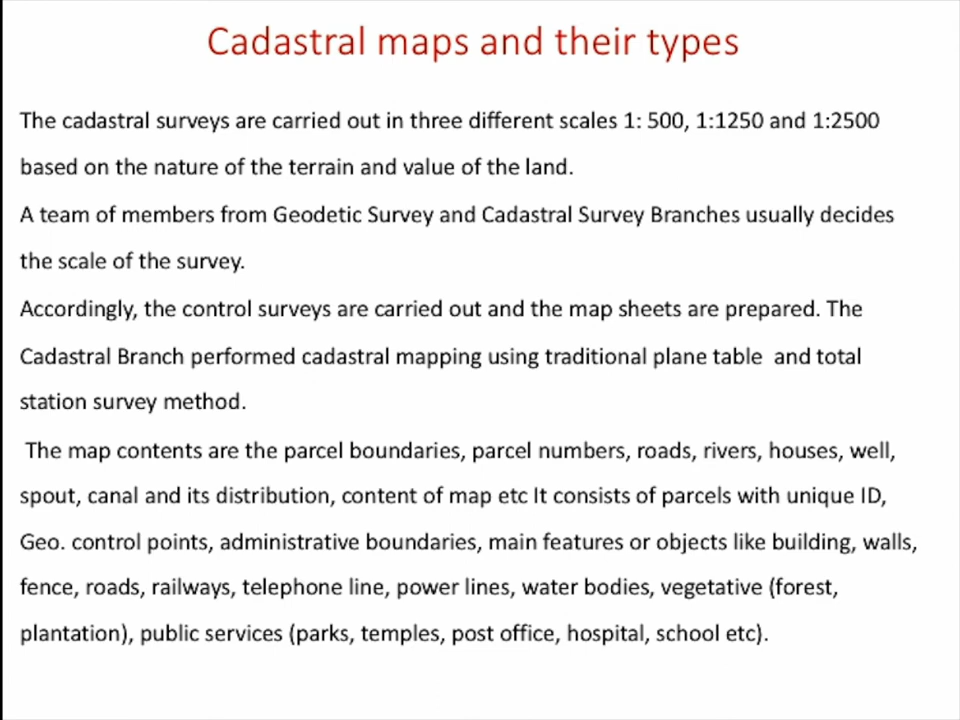 Cadastral maps and their types
The cadastral surveys are carried out in three different scales 1: 500, 1:1250 and 1:2500
based on the nature of the terrain and value of the land.
A team of members from Geodetic Survey and Cadastral Survey Branches usually decides
the scale of the survey.
Accordingly, the control surveys are carried out and the map sheets are prepared. The
Cadastral Branch performed cadastral mapping using traditional plane table  and total
station survey method.
The map contents are the parcel boundaries, parcel numbers, roads, rivers, houses, well,
spout, canal and its distribution, content of map etc It consists of parcels with unique ID,
Geo. control points, administrative boundaries, main features or objects like building, walls,
fence, roads, railways, telephone line, power lines, water bodies, vegetative (forest,
plantation), public services (parks, temples, post office, hospital, school etc).